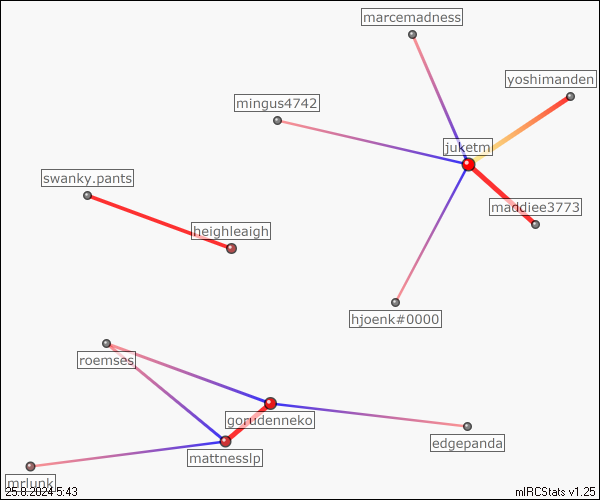 marcemadness
yoshimanden
mingus4742
juketm
swanky.pants
maddiee3773
heighleaigh
hjoenk#0000
roemses
gorudenneko
edgepanda
mattnesslp
mrlunk
25.8.2024 5:43
mIRCStats v1.25